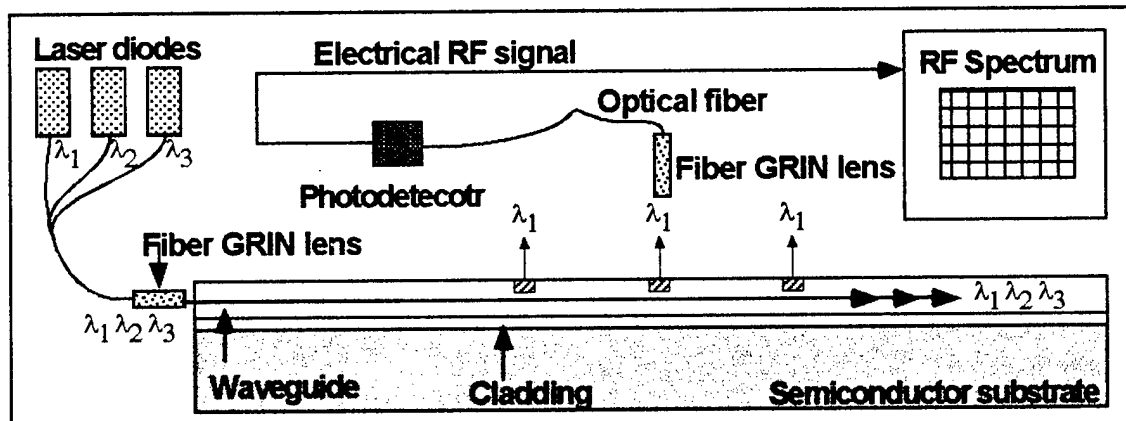 Laser diodes
λ1 λ2 λ3
Electrical RF signal
RF Spectrum
Optical fiber
Photodetecotr
Fiber GRIN lens
Fiber GRIN lens
λ1 λ1 λ1
λ1 λ2 λ3
λ1 λ2 λ3
Waveguide
Cladding
Semiconductor substrate